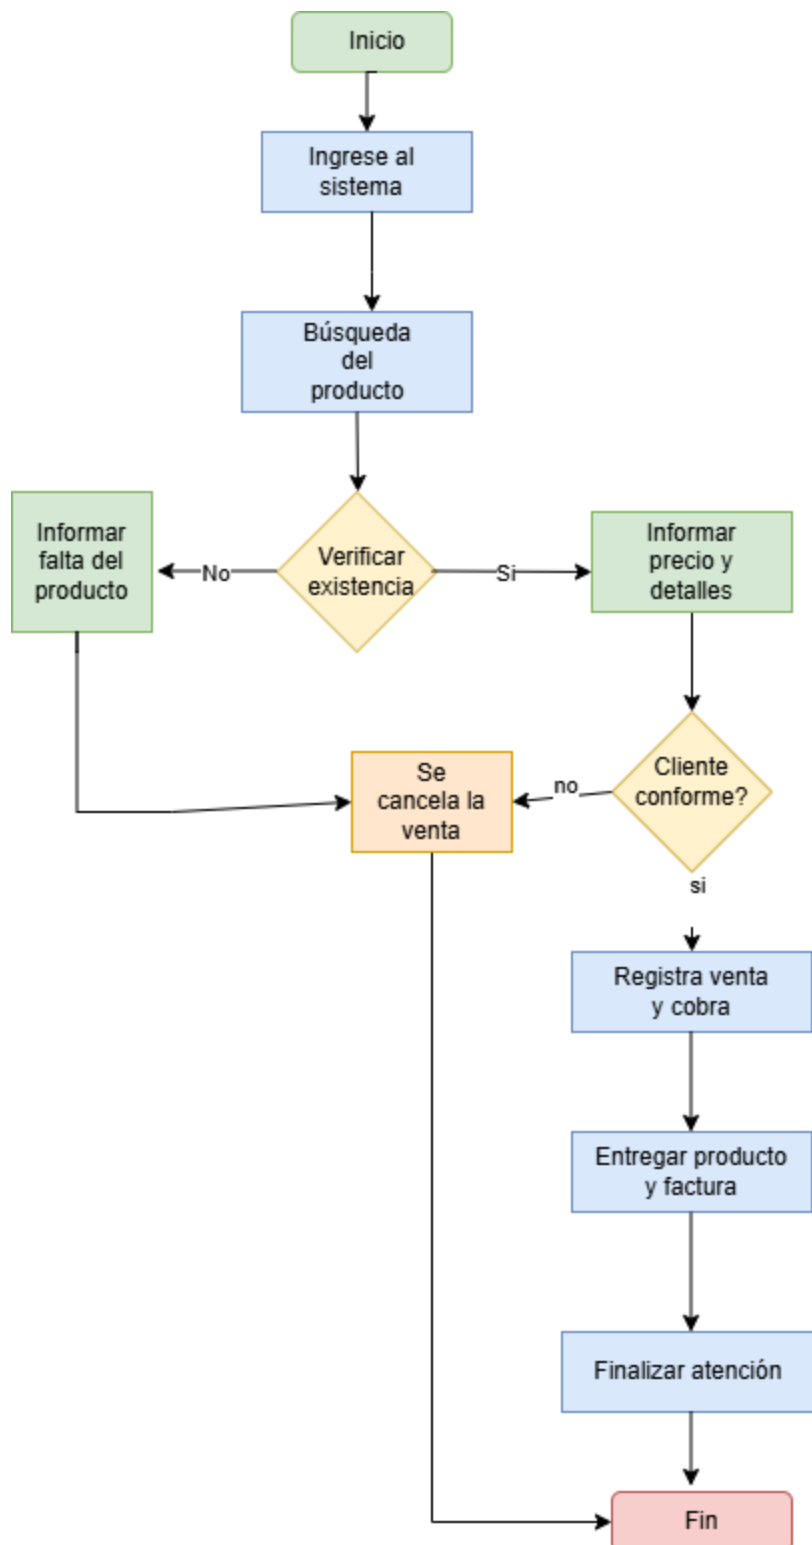 Inicio
Ingrese al
sistema
Búsqueda
del
producto
Informar
falta del
producto
No
Verificar
existencia
Si
Informar
precio y
detalles
Se
cancela la
venta
no
Cliente
conforme?
si
Registra venta
y cobra
Entregar producto
y factura
Finalizar atención
Fin